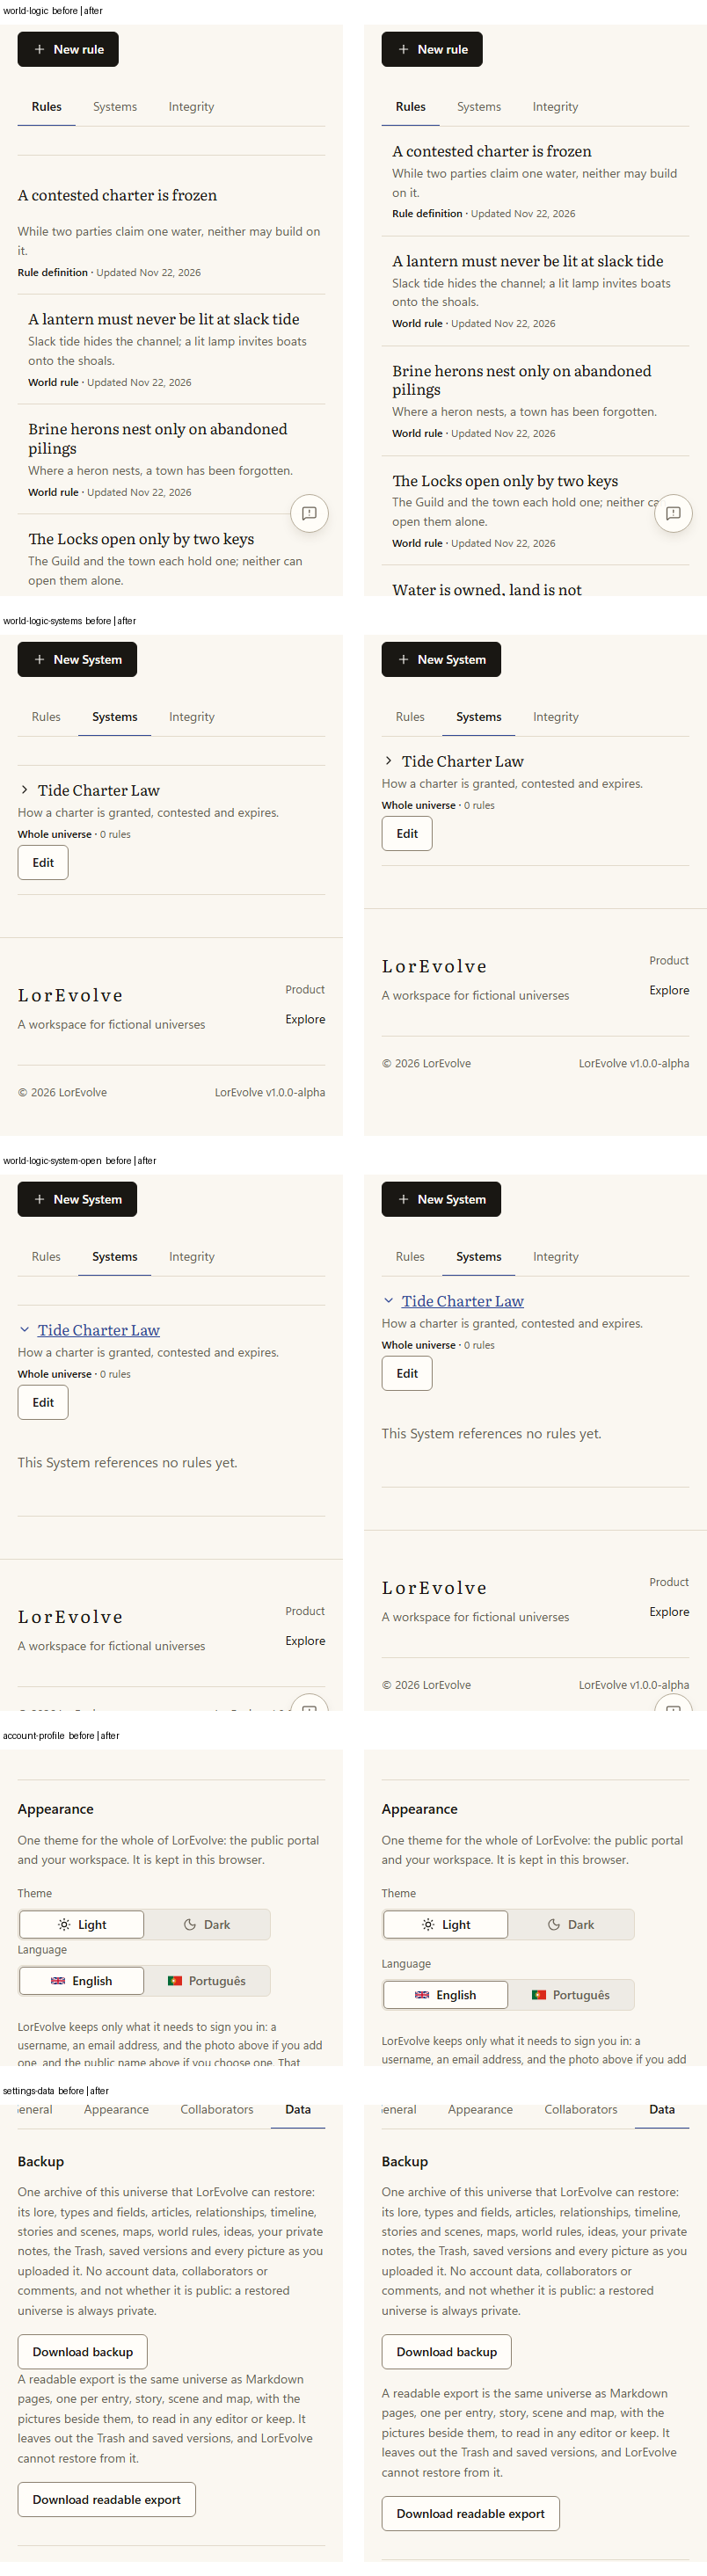 world-logic before | after
New rule
Rules Systems Integrity
A contested charter is frozen
While two parties claim one water, neither may build on
it.
Rule definition · Updated Nov 22, 2026
A lantern must never be lit at slack tide
Slack tide hides the channel; a lit lamp invites boats
onto the shoals.
World rule · Updated Nov 22, 2026
Brine herons nest only on abandoned
pilings
Where a heron nests, a town has been forgotten.
World rule · Updated Nov 22, 2026
The Locks open only by two keys
The Guild and the town each hold one; neither can
open them alone.
New rule
Rules Systems Integrity
A contested charter is frozen
While two parties claim one water, neither may build
on it.
Rule definition · Updated Nov 22, 2026
A lantern must never be lit at slack tide
Slack tide hides the channel; a lit lamp invites boats
onto the shoals.
World rule · Updated Nov 22, 2026
Brine herons nest only on abandoned
pilings
Where a heron nests, a town has been forgotten.
World rule · Updated Nov 22, 2026
The Locks open only by two keys
The Guild and the town each hold one; neither
open them alone.
World rule · Updated Nov 22, 2026
Water is owned, land is not
world-logic-systems before | after
New System
Rules Systems Integrity
Tide Charter Law
How a charter is granted, contested and expires.
Whole universe · 0 rules
Edit
LorEvolve Product
A workspace for fictional universes Explore
© 2026 LorEvolve LorEvolve v1.0.0-alpha
New System
Rules Systems Integrity
Tide Charter Law
How a charter is granted, contested and expires.
Whole universe · 0 rules
Edit
LorEvolve Product
A workspace for fictional universes Explore
© 2026 LorEvolve LorEvolve v1.0.0-alpha
world-logic-system-open before | after
New System
Rules Systems Integrity
Tide Charter Law
How a charter is granted, contested and expires.
Whole universe · 0 rules
Edit
This System references no rules yet.
LorEvolve Product
A workspace for fictional universes Explore
New System
Rules Systems Integrity
Tide Charter Law
How a charter is granted, contested and expires.
Whole universe · 0 rules
Edit
This System references no rules yet.
LorEvolve Product
A workspace for fictional universes Explore
© 2026 LorEvolve LorEvolve v1.0.0-alpha
account-profile before | after
Appearance
One theme for the whole of LorEvolve: the public portal
and your workspace. It is kept in this browser.
Theme
Light Dark
Language
English Português
LorEvolve keeps only what it needs to sign you in: a
username, an email address, and the photo above if you add
one, and the public name above if you choose one. That
Appearance
One theme for the whole of LorEvolve: the public portal
and your workspace. It is kept in this browser.
Theme
Light Dark
Language
English Português
LorEvolve keeps only what it needs to sign you in: a
username, an email address, and the photo above if you add
settings-data before | after
eneral Appearance Collaborators Data
Backup
One archive of this universe that LorEvolve can restore:
its lore, types and fields, articles, relationships, timeline,
stories and scenes, maps, world rules, ideas, your private
notes, the Trash, saved versions and every picture as you
uploaded it. No account data, collaborators or
comments, and not whether it is public: a restored
universe is always private.
Download backup
A readable export is the same universe as Markdown
pages, one per entry, story, scene and map, with the
pictures beside them, to read in any editor or keep. It
leaves out the Trash and saved versions, and LorEvolve
cannot restore from it.
Download readable export
eneral Appearance Collaborators Data
Backup
One archive of this universe that LorEvolve can restore:
its lore, types and fields, articles, relationships, timeline,
stories and scenes, maps, world rules, ideas, your private
notes, the Trash, saved versions and every picture as you
uploaded it. No account data, collaborators or
comments, and not whether it is public: a restored
universe is always private.
Download backup
A readable export is the same universe as Markdown
pages, one per entry, story, scene and map, with the
pictures beside them, to read in any editor or keep. It
leaves out the Trash and saved versions, and LorEvolve
cannot restore from it.
Download readable export